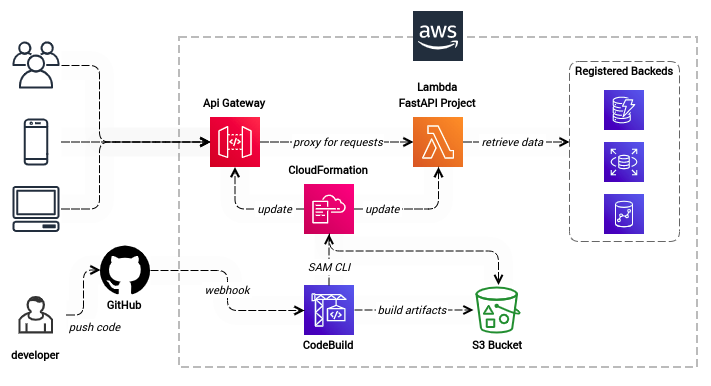 aws
Registered Backeds
Lambda
FastAPI Project
Api Gateway
proxy for requests
retrieve data
CloudFormation
update
update
SAM CLI
webhook
GitHub
push code
build artifacts
developer
CodeBuild
S3 Bucket